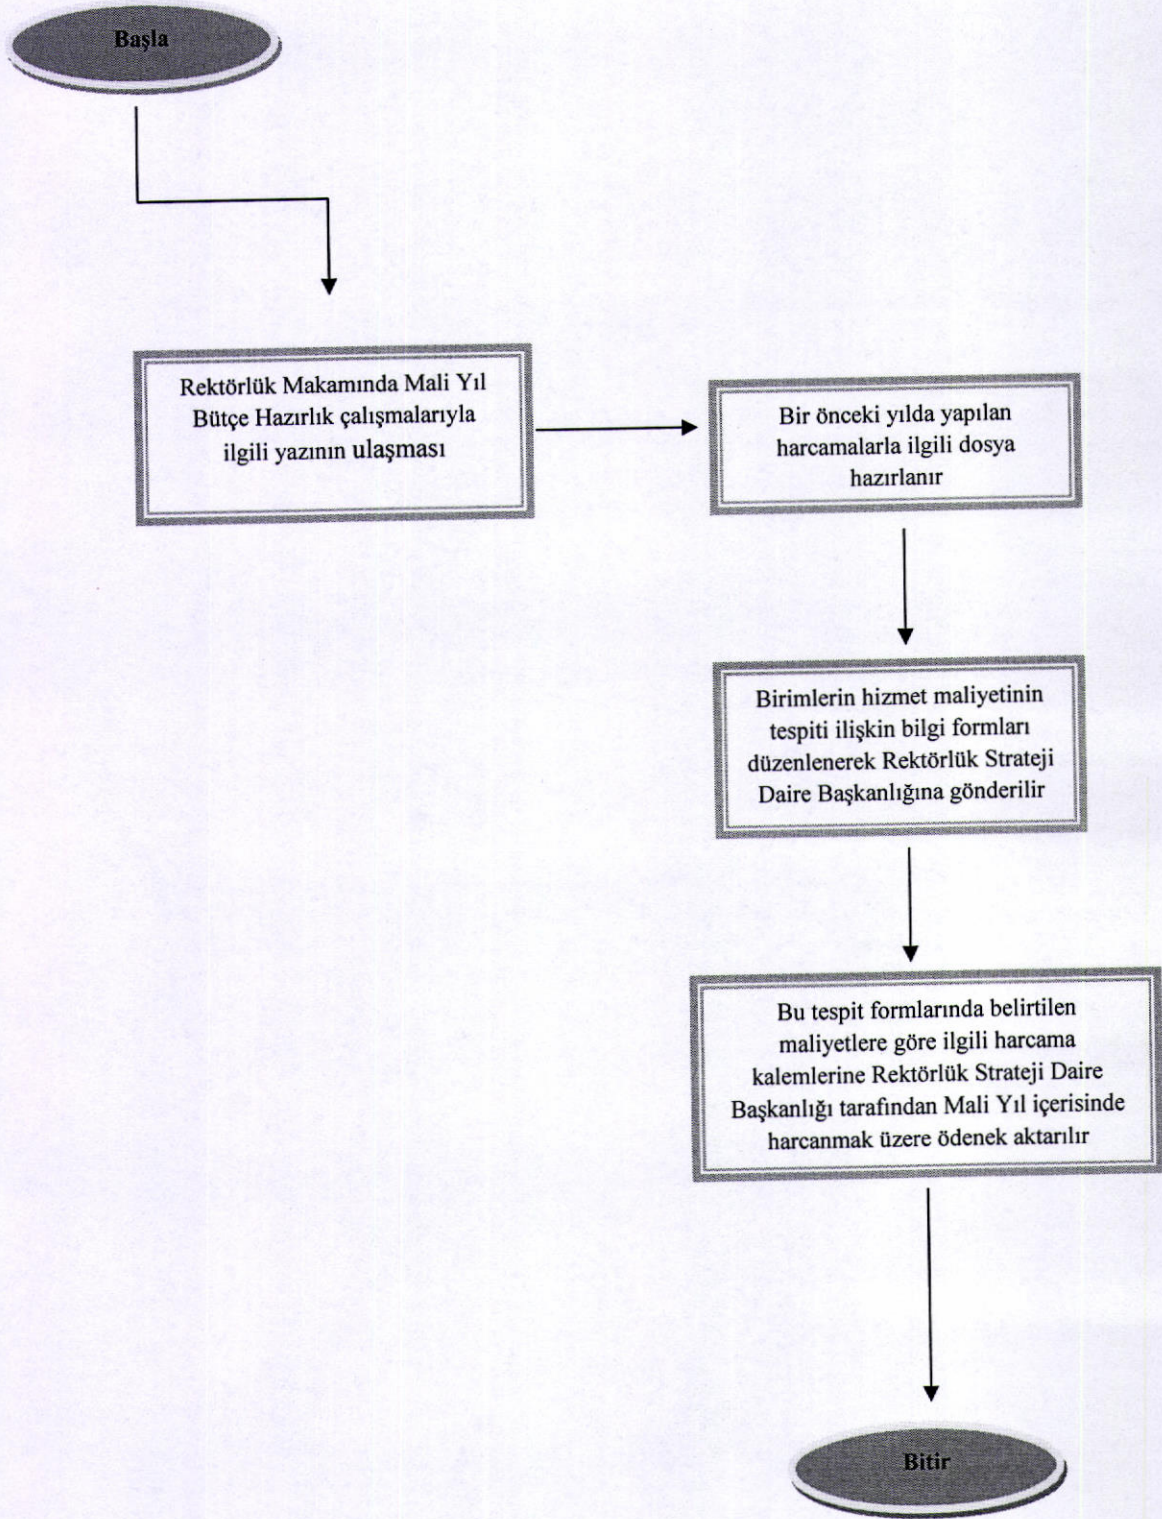 Başla
Rektörlük Makamında Mali Yıl
Bütçe Hazırlık çalışmalarıyla
ilgili yazının ulaşması
Bir önceki yılda yapılan
harcamalarla ilgili dosya
hazırlanır
Birimlerin hizmet maliyetinin
tespiti ilişkin bilgi formları
düzenlenerek Rektörlük Strateji
Daire Başkanlığına gönderilir
Bu tespit formlarında belirtilen
maliyetlere göre ilgili harcama
kalemlerine Rektörlük Strateji Daire
Başkanlığı tarafından Mali Yıl içerisinde
harcanmak üzere ödenek aktarılır
Bitir